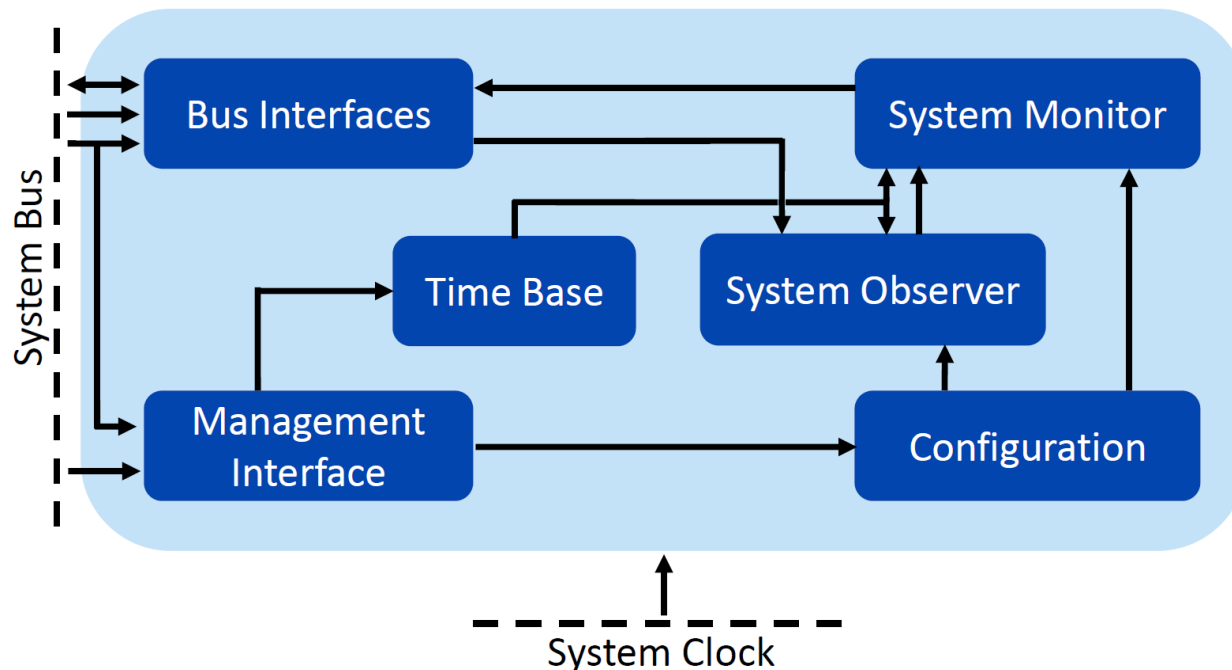 System Bus
Bus Interfaces
System Monitor
Time Base
System Observer
Management
Interface
Configuration
System Clock